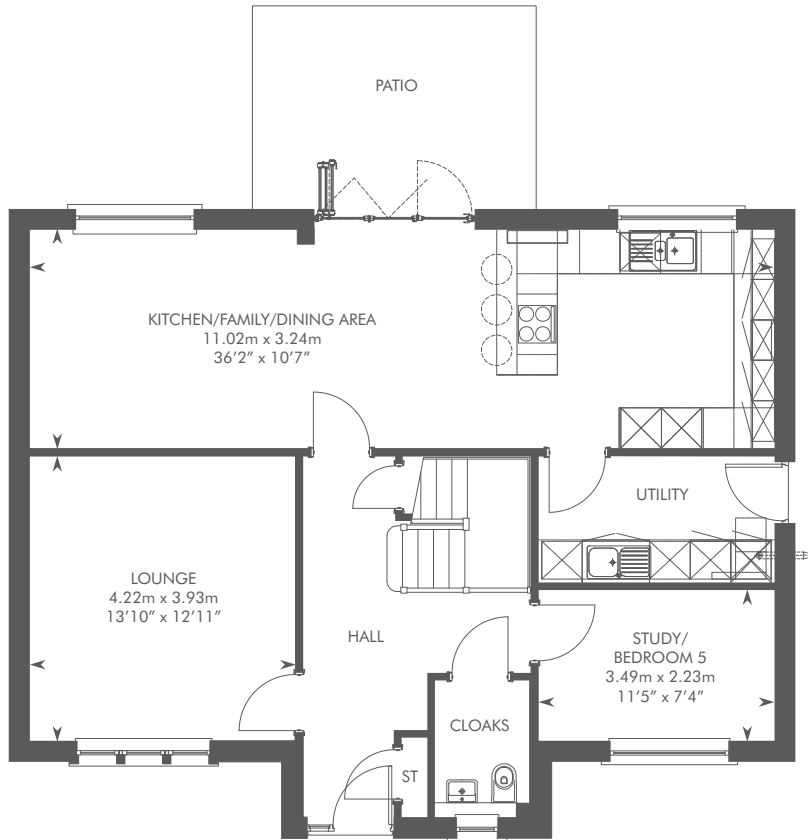 PATIO
KITCHEN/FAMILY/DINING AREA
11.02m x 3.24m
36’2” x 10’7”
UTILITY
LOUNGE
4.22m x 3.93m
13’10” x 12’11”
HALL
STUDY/
BEDROOM 5
3.49m x 2.23m
11’5” x 7’4”
CLOAKS
ST